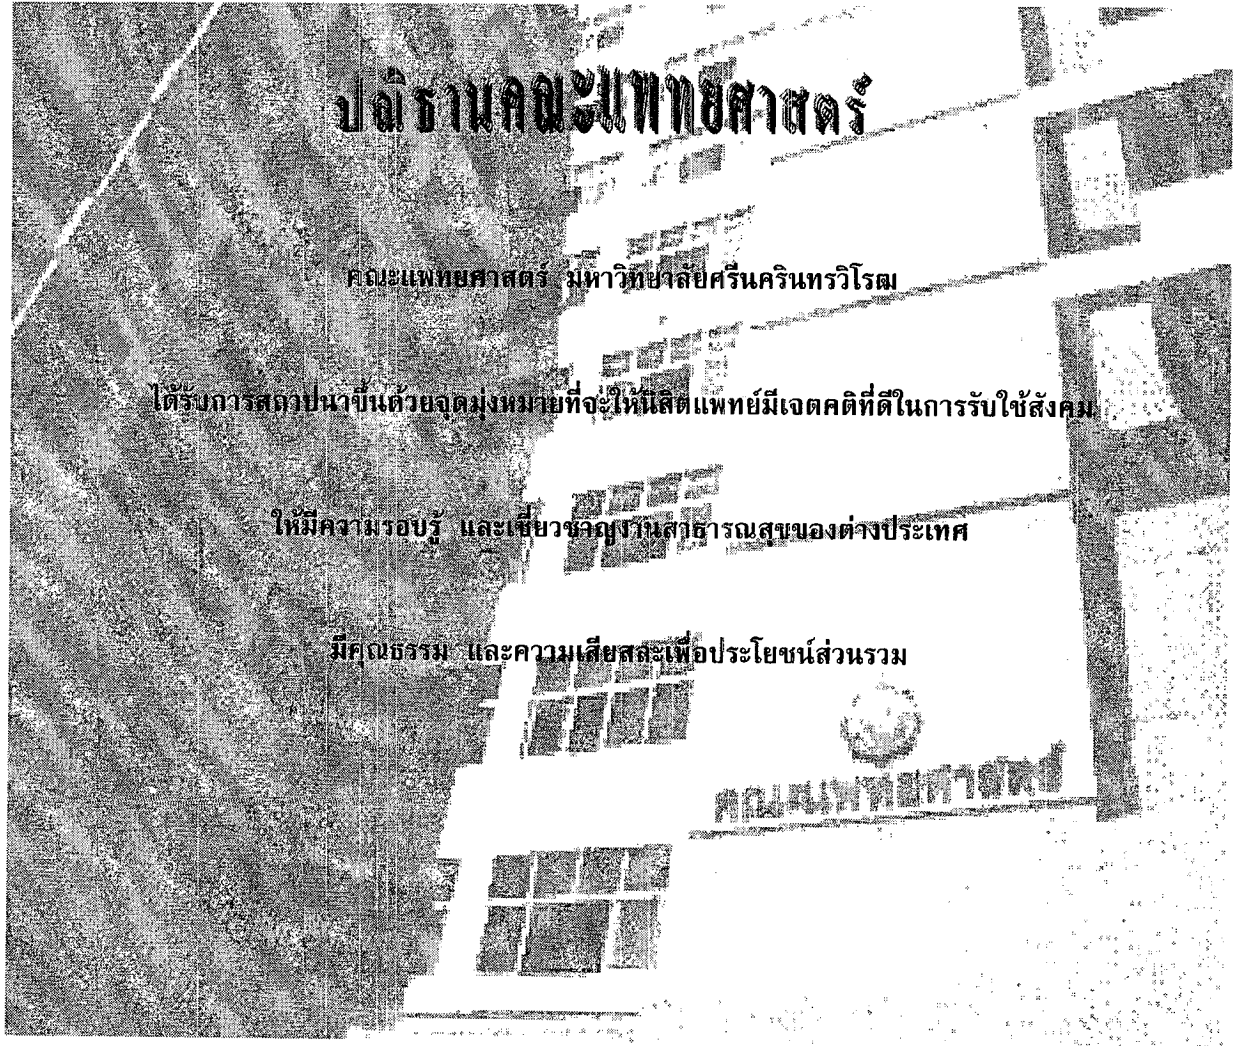 ปณิธานคณะแพทยศาสตร์
คณะแพทยศาสตร์ มหาวิทยาลัยศรีนครินทรวิโรฒ
ได้รับการสถาปนาขึ้นด้วยจุดมุ่งหมายที่จะให้นิสิตแพทย์มีเจตคติที่ดีในการรับใช้สังคม
ให้มีความรอบรู้ และเชี่ยวชาญงานสาธารณสุขของต่างประเทศ
มีคุณธรรม และความเสียสละเพื่อประโยชน์ส่วนรวม
คณะแพทยศาสตร์